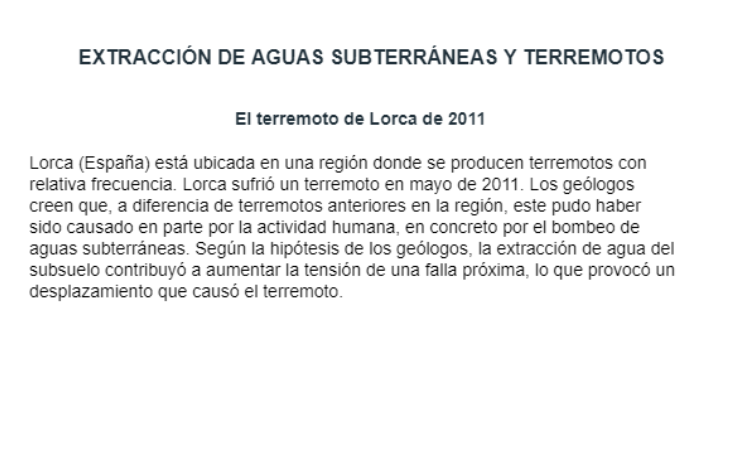 EXTRACCIÓN DE AGUAS SUBTERRÁNEAS Y TERREMOTOS
El terremoto de Lorca de 2011
Lorca (España) está ubicada en una región donde se producen terremotos con
relativa frecuencia. Lorca sufrió un terremoto en mayo de 2011. Los geólogos
creen que, a diferencia de terremotos anteriores en la región, este pudo haber
sido causado en parte por la actividad humana, en concreto por el bombeo de
aguas subterráneas. Según la hipótesis de los geólogos, la extracción de agua del
subsuelo contribuyó a aumentar la tensión de una falla próxima, lo que provocó un
desplazamiento que causó el terremoto.